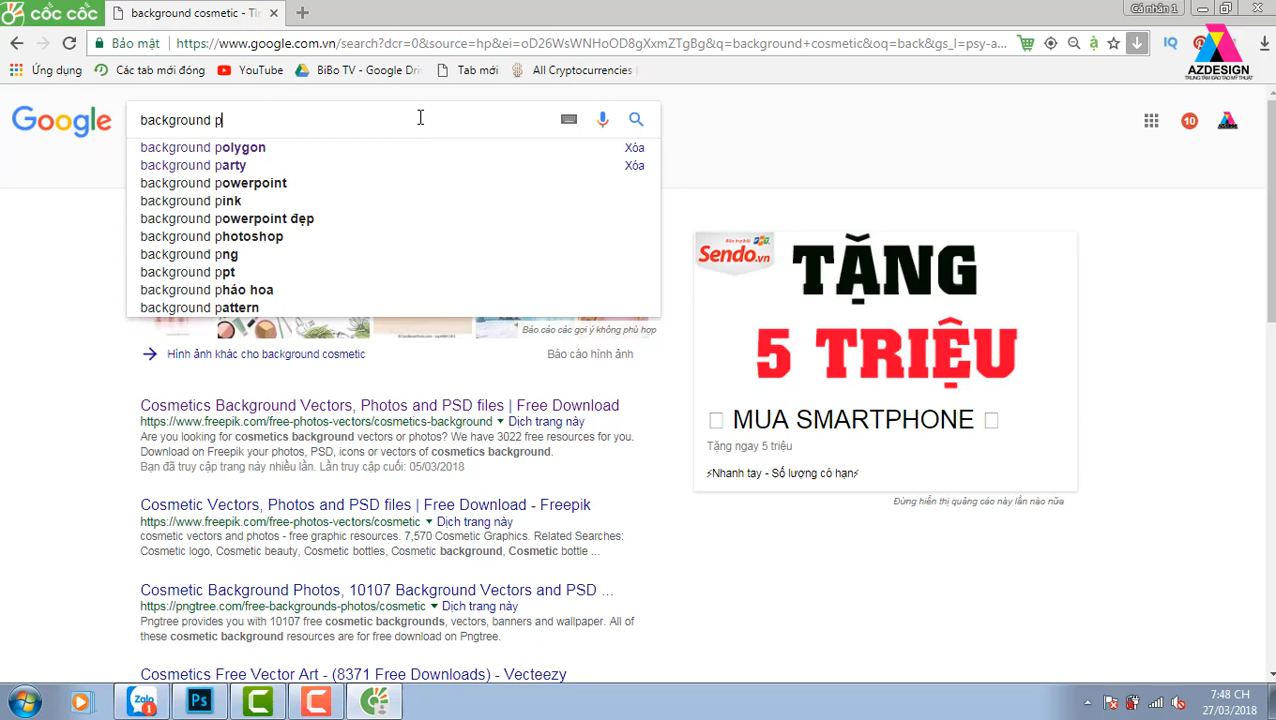 cốc cốc
background cosmetic - Tìr
Cá nhân 1
Bảo mật
https://www.google.com.vn/search?dcr=0&source=hp&ei=oD26WsWNHoOD8gXxmZTgBg&q=background+cosmetic&oq=back&gs_l=psy-a...
AZDESIGN
TRUNG TÂM ĐÀO TẠO MỸ THUẬT
Ứng dụng
Các tab mới đóng
YouTube
BiBo TV - Google Dri
Tab mới
All Cryptocurrencies
IQ
Google
background p
10
background polygon
Xóa
background party
Xóa
background powerpoint
background pink
background powerpoint đẹp
background photoshop
background png
background ppt
background pháo hoa
background pattern
Báo cáo các gợi ý không phù hợp
Hình ảnh khác cho background cosmetic
Báo cáo hình ảnh
Cosmetics Background Vectors, Photos and PSD files | Free Download
https://www.freepik.com/free-photos-vectors/cosmetics-background
Dịch trang này
Are you looking for cosmetics background vectors or photos? We have 3022 free resources for you.
Download on Freepik your photos, PSD, icons or vectors of cosmetics background.
Bạn đã truy cập trang này nhiều lần. Lần truy cập cuối: 05/03/2018
Cosmetic Vectors, Photos and PSD files | Free Download - Freepik
https://www.freepik.com/free-photos-vectors/cosmetic
Dịch trang này
cosmetic vectors and photos - free graphic resources. 7,570 Cosmetic Graphics. Related Searches:
Cosmetic logo, Cosmetic beauty, Cosmetic bottles, Cosmetic background, Cosmetic bottle ...
Cosmetic Background Photos, 10107 Background Vectors and PSD ...
https://pngtree.com/free-backgrounds-photos/cosmetic
Dịch trang này
Pngtree provides you with 10107 free cosmetic backgrounds, vectors, banners and wallpaper. All of
these cosmetic background resources are for free download on Pngtree.
Cosmetics Free Vector Art - (8371 Free Downloads) - Vecteezy
Sendo.vn
FPT
TẶNG
5 TRIỆU
MUA SMARTPHONE
Tặng ngay 5 triệu
⚡Nhanh tay - Số lượng có hạn⚡
Đừng hiển thị quảng cáo này lần nào nữa
Zalo
1
Ps
7:48 CH
27/03/2018